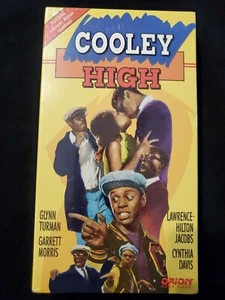 COOLEY
HIGH
GLYNN
TURMAN
GARRETT
MORRIS
LAWRENCE-
HILTON
JACOBS
CYNTHIA
DAVIS
ORION